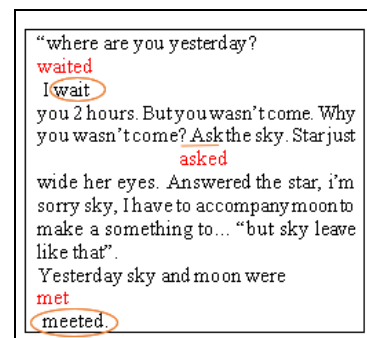 “where are you yesterday?
waited
I wait
you 2 hours. But you wasn’t come. Why
you wasn’t come? Ask the sky. Star just
asked
wide her eyes. Answered the star, i’m
sorry sky, I have to accompany moon to
make a something to... “but sky leave
like that”.
Yesterday sky and moon were
met
meeted.